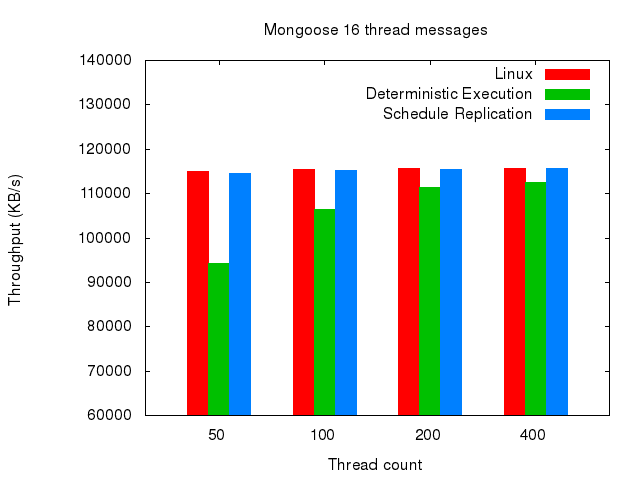 Mongoose 16 thread messages
Linux
Deterministic Execution
Schedule Replication
Throughput (KB/s)
140000
130000
120000
110000
100000
90000
80000
70000
60000
50 100 200 400
Thread count